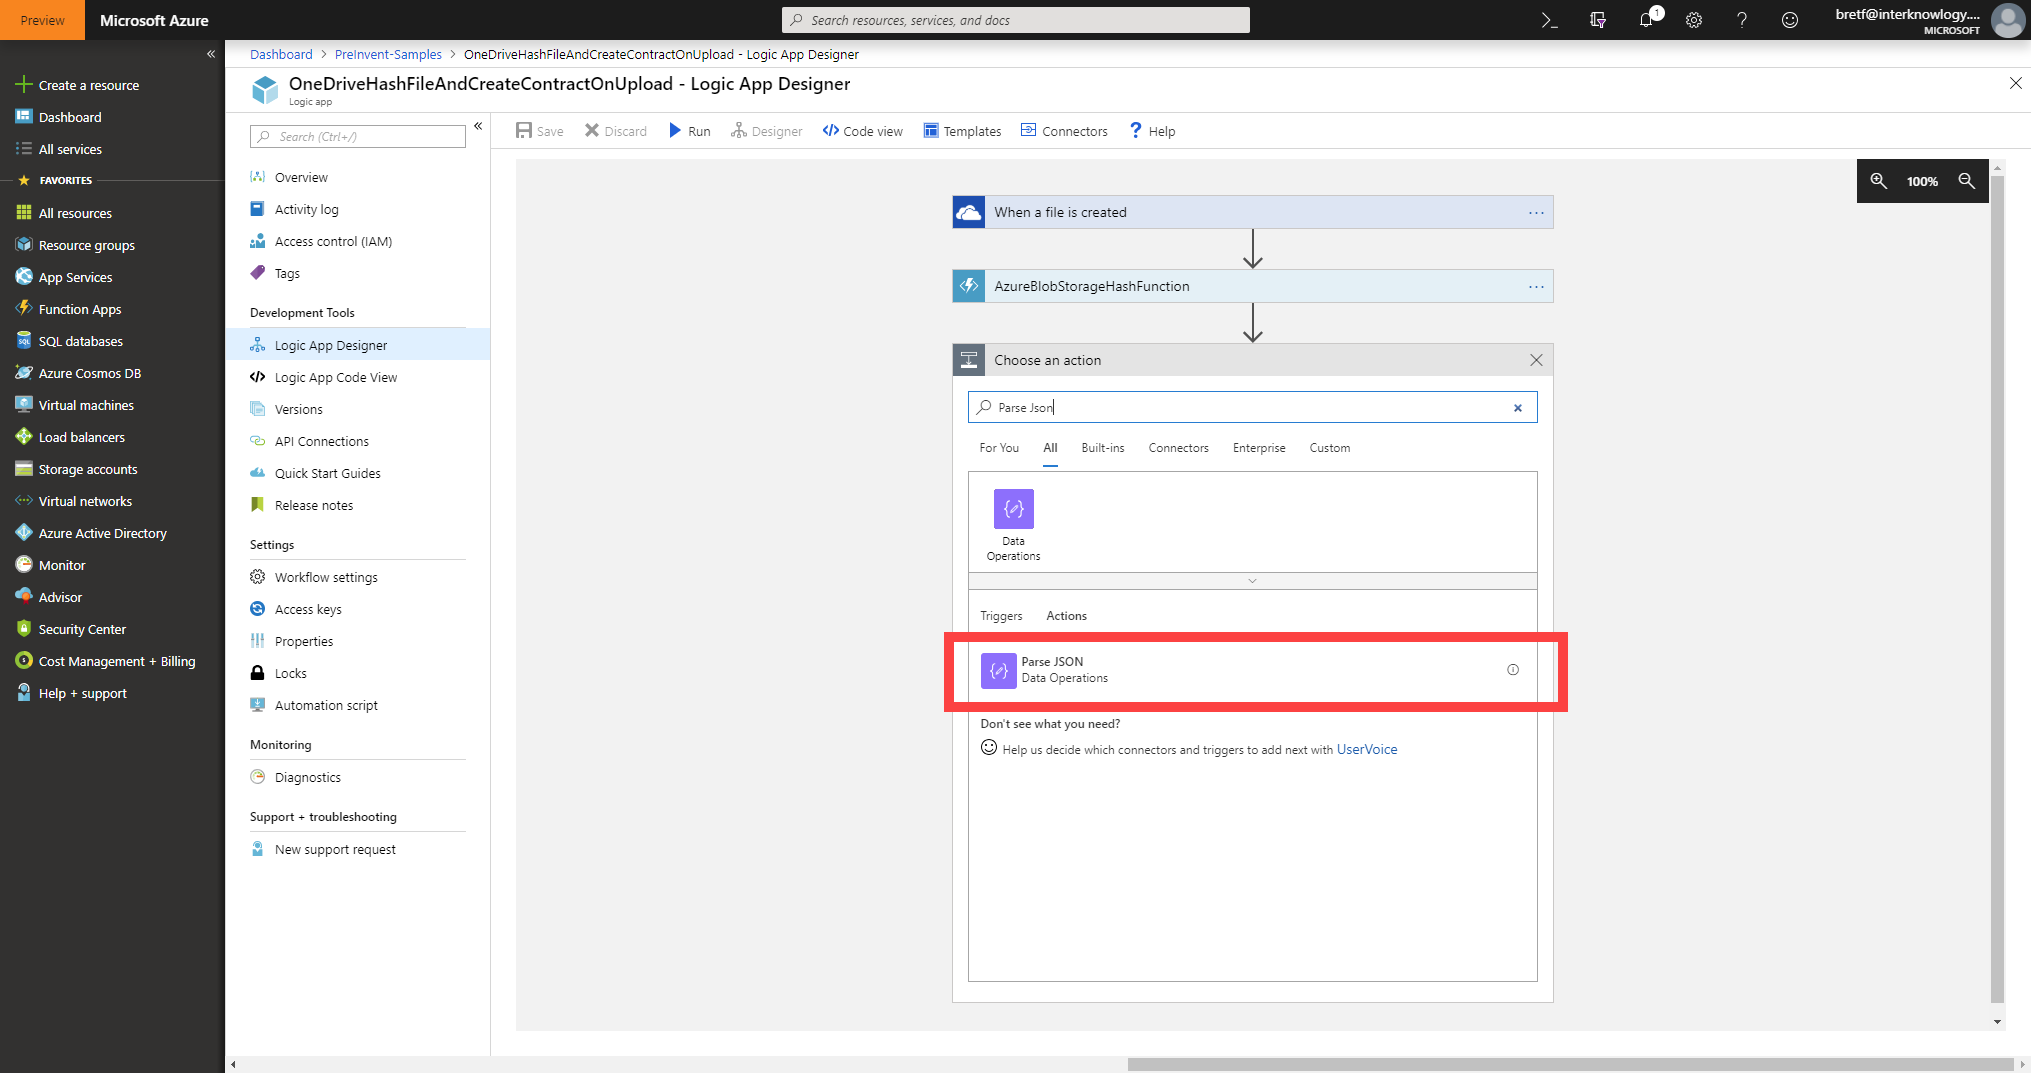 Preview
Microsoft Azure
Search resources, services, and docs
1
bretf@interknowlogy....
MICROSOFT
Create a resource
Dashboard
All services
FAVORITES
All resources
Resource groups
App Services
Function Apps
SQL databases
Azure Cosmos DB
Virtual machines
Load balancers
Storage accounts
Virtual networks
Azure Active Directory
Monitor
Advisor
Security Center
Cost Management + Billing
Help + support
Dashboard > PreInvent-Samples > OneDriveHashFileAndCreateContractOnUpload - Logic App Designer
OneDriveHashFileAndCreateContractOnUpload - Logic App Designer
Logic app
Search (Ctrl+/)
Overview
Activity log
Access control (IAM)
Tags
Development Tools
Logic App Designer
Logic App Code View
Versions
API Connections
Quick Start Guides
Release notes
Settings
Workflow settings
Access keys
Properties
Locks
Automation script
Monitoring
Diagnostics
Support + troubleshooting
New support request
Save Discard Run Designer Code view Templates Connectors Help
100%
When a file is created
AzureBlobStorageHashFunction
Choose an action
Parse Json
For You All Built-ins Connectors Enterprise Custom
Data
Operations
Triggers Actions
Parse JSON
Data Operations
Don't see what you need?
Help us decide which connectors and triggers to add next with UserVoice